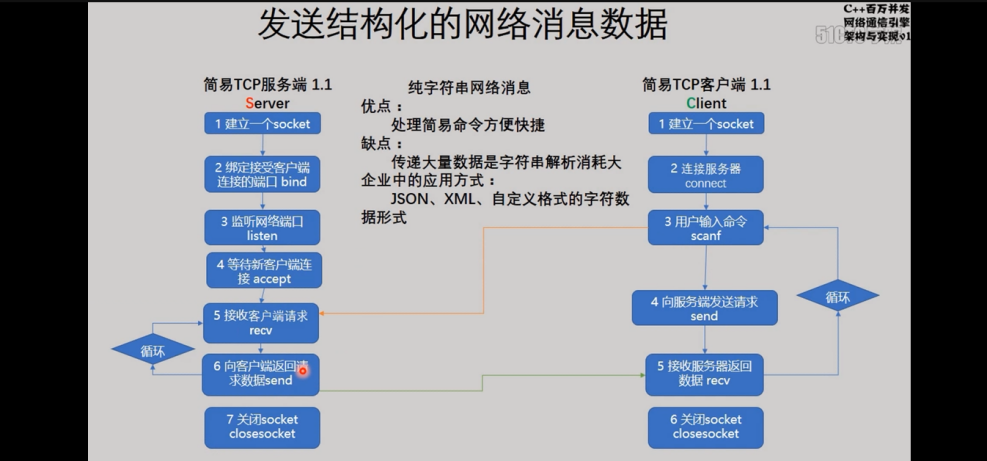 发送结构化的网络消息数据
C++百万并发
网络通信引擎
架构与实现01
简易TCP服务端 1.1
Server
1 建立一个socket
2 绑定接受客户端
连接的端口 bind
3 监听网络端口
listen
4 等待新客户端连
接 accept
5 接收客户端请求
recv
循环
6 向客户端返回请
求数据send
7 关闭socket
closesocket
纯字符串网络消息
优点：
处理简易命令方便快捷
缺点：
传递大量数据是字符串解析消耗大
企业中的应用方式：
JSON、XML、自定义格式的字符数
据形式
简易TCP客户端 1.1
Client
1 建立一个socket
2 连接服务器
connect
3 用户输入命令
scanf
4 向服务端发送请求
send
循环
5 接收服务器返回
数据 recv
6 关闭socket
closesocket